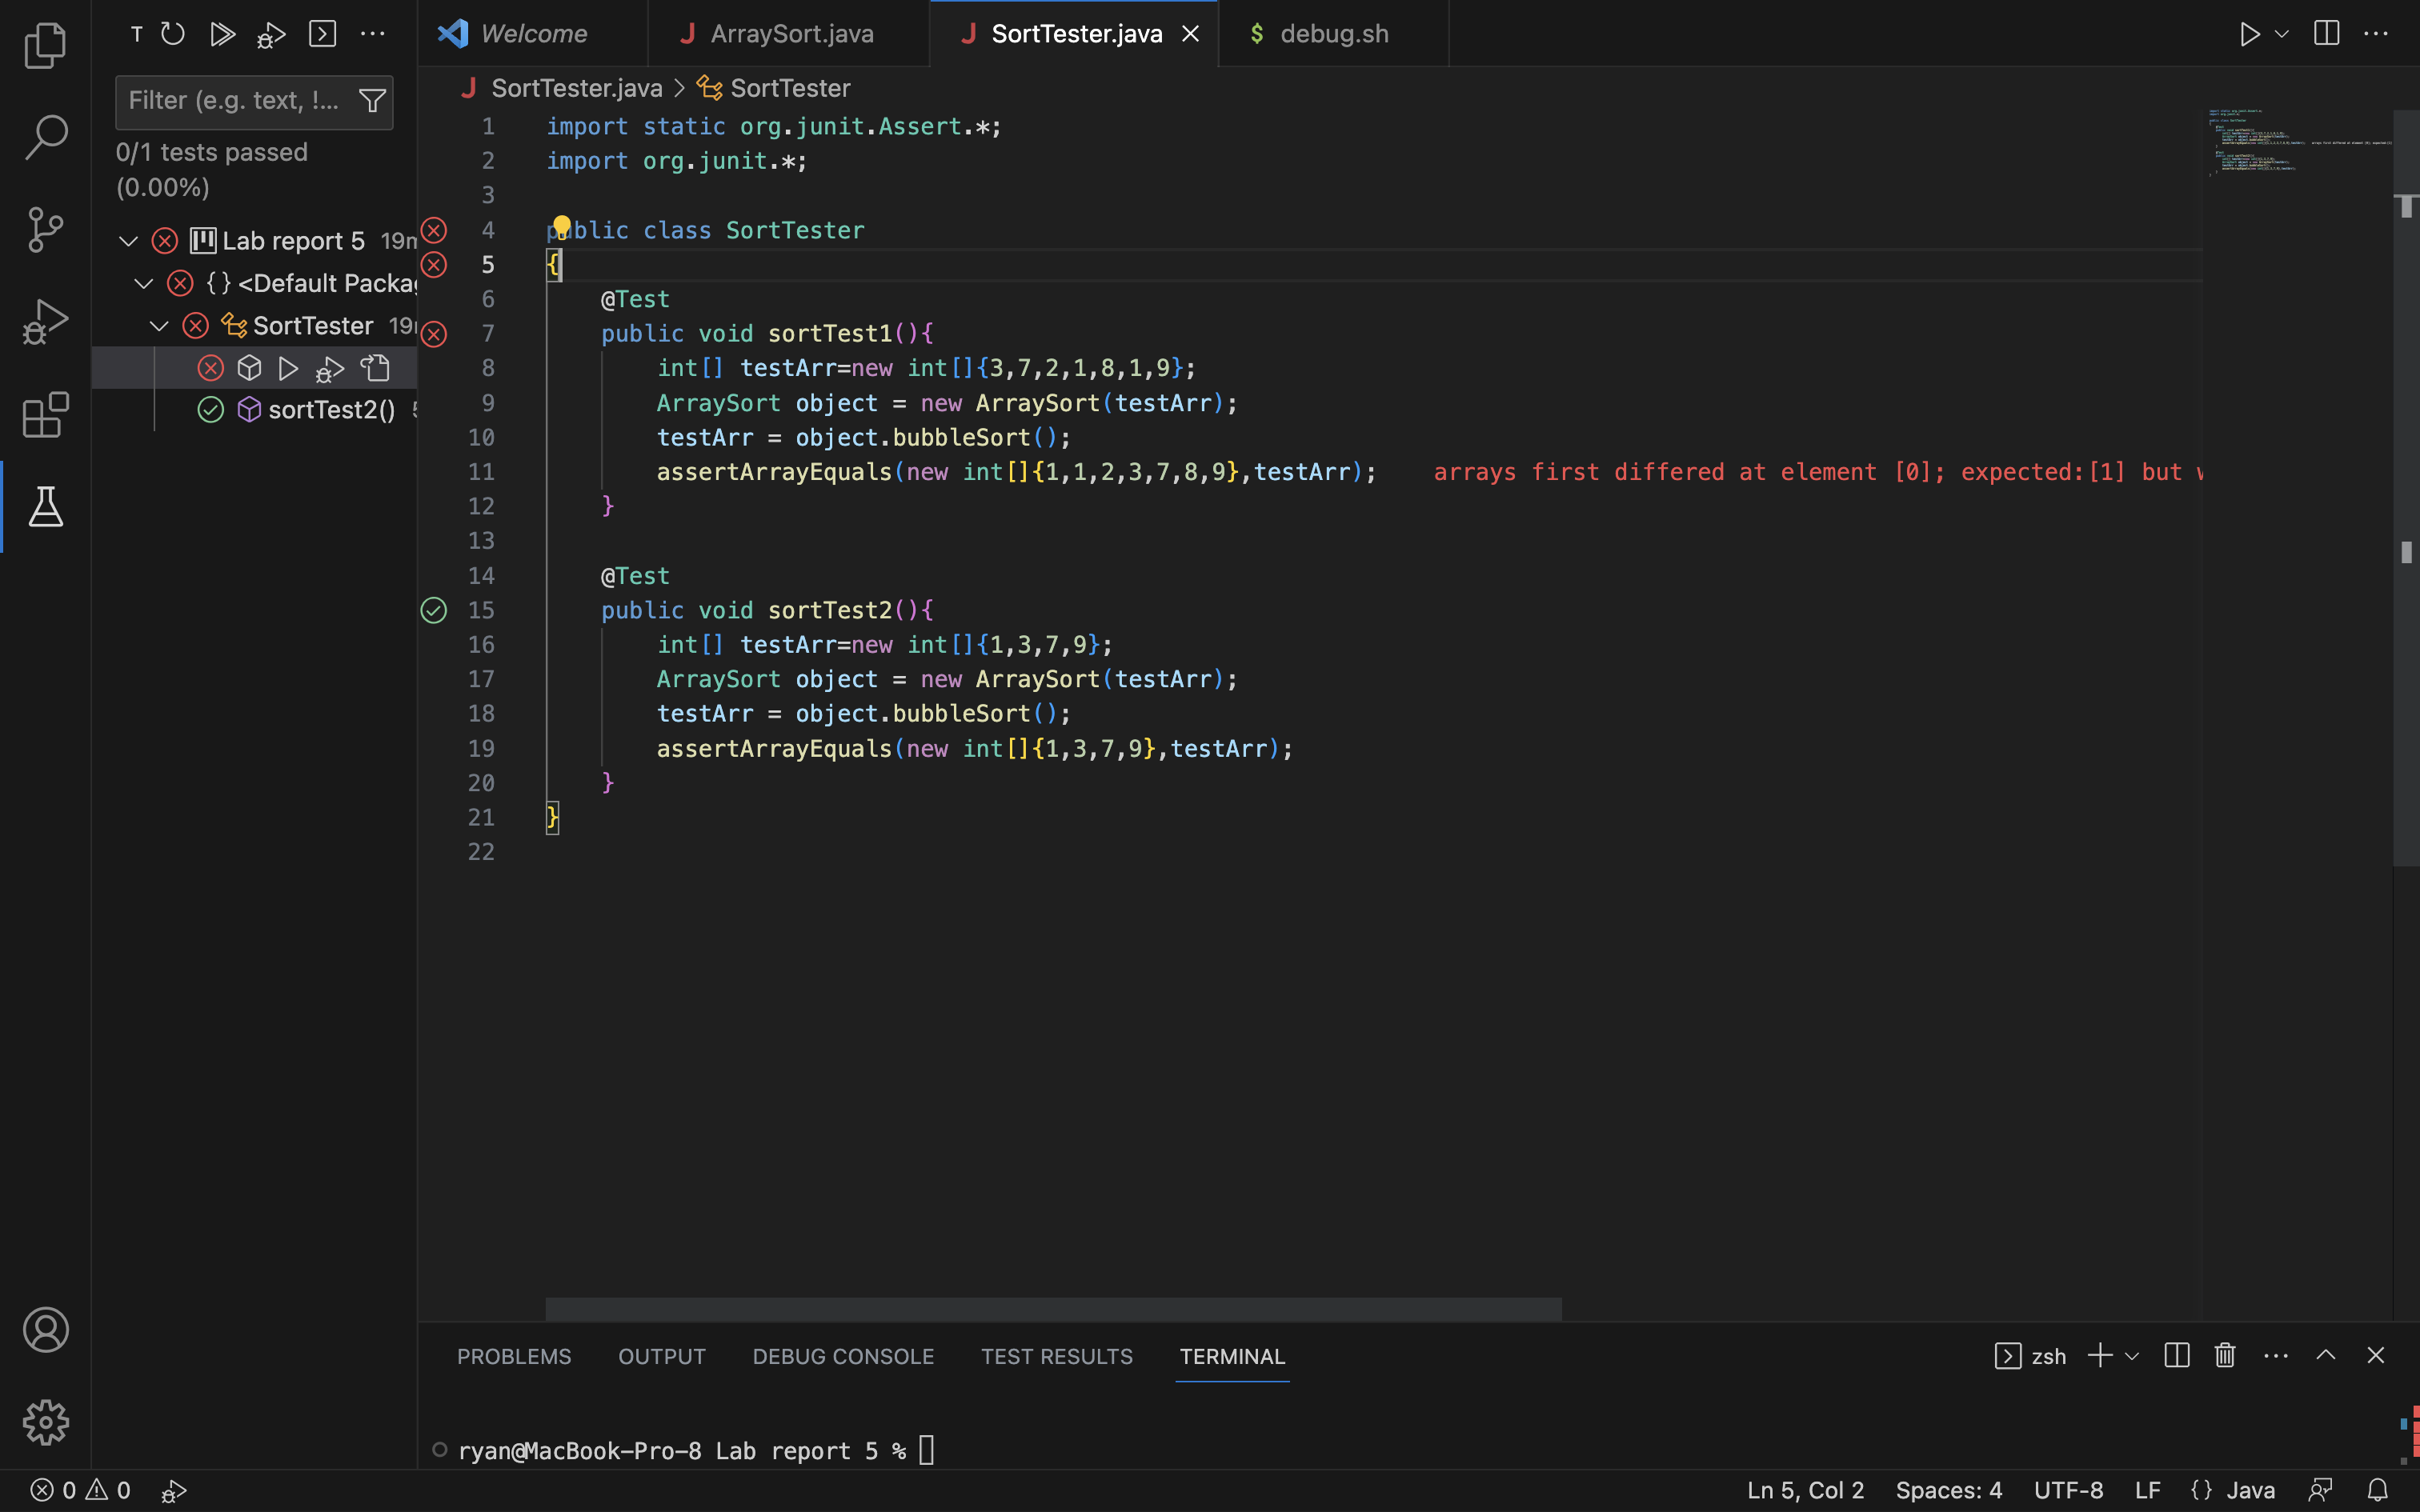 T
Welcome
ArraySort.java
SortTester.java
debug.sh
Filter (e.g. text, !...
0/1 tests passed
(0.00%)
Lab report 5
{} <Default Packa
SortTester
sortTest2()
SortTester.java > SortTester
1 import static org.junit.Assert.*;
2 import org.junit.*;
3
4 public class SortTester
5 {
6 @Test
7 public void sortTest1(){
8 int[] testArr=new int[]{3,7,2,1,8,1,9};
9 ArraySort object = new ArraySort(testArr);
10 testArr = object.bubbleSort();
11 assertArrayEquals(new int[]{1,1,2,3,7,8,9},testArr); arrays first differed at element [0]; expected:[1] but
12 }
13
14 @Test
15 public void sortTest2(){
16 int[] testArr=new int[]{1,3,7,9};
17 ArraySort object = new ArraySort(testArr);
18 testArr = object.bubbleSort();
19 assertArrayEquals(new int[]{1,3,7,9},testArr);
20 }
21 }
22
PROBLEMS OUTPUT DEBUG CONSOLE TEST RESULTS TERMINAL
zsh
ryan@MacBook-Pro-8 Lab report 5 %
0 0
Ln 5, Col 2 Spaces: 4 UTF-8 LF {} Java